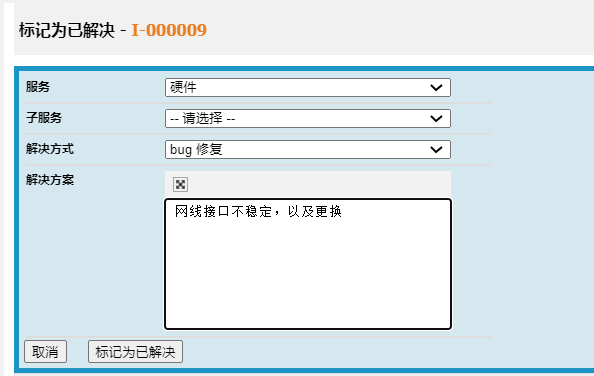 标记为已解决 - I-000009
服务 硬件
子服务 -- 请选择 --
解决方式 bug 修复
解决方案
网线接口不稳定，以及更换
取消 标记为已解决